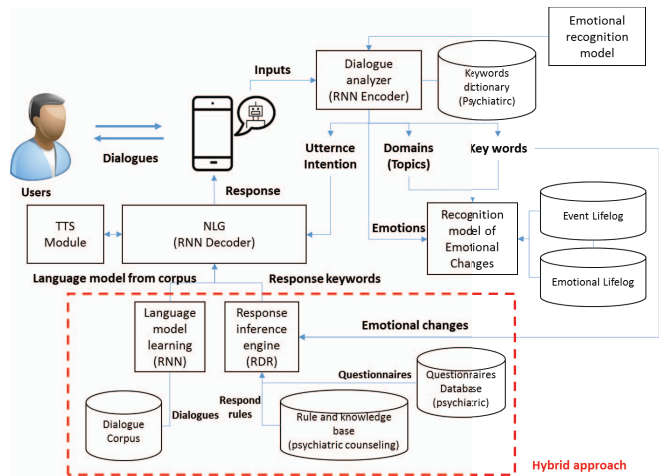 Emotional
recognition
model
Inputs
Dialogue
analyzer
(RNN Encoder)
Keywords
dictionary
(Psychiatirc)
Dialogues
Users
Utternce
Intention
Domains
(Topics)
Key words
Response
TTS
Module
NLG
(RNN Decoder)
Emotions
Recognition
model of
Emotional
Changes
Event Lifelog
Emotional Lifelog
Language model from corpus
Response keywords
Language
model
learning
(RNN)
Response
inference
engine
(RDR)
Emotional changes
Questionnaires
Questionnaires
Database
(psychiatric)
Dialogue
Corpus
Dialogues
Respond
rules
Rule and knowledge
base
(psychiatric counseling)
Hybrid approach